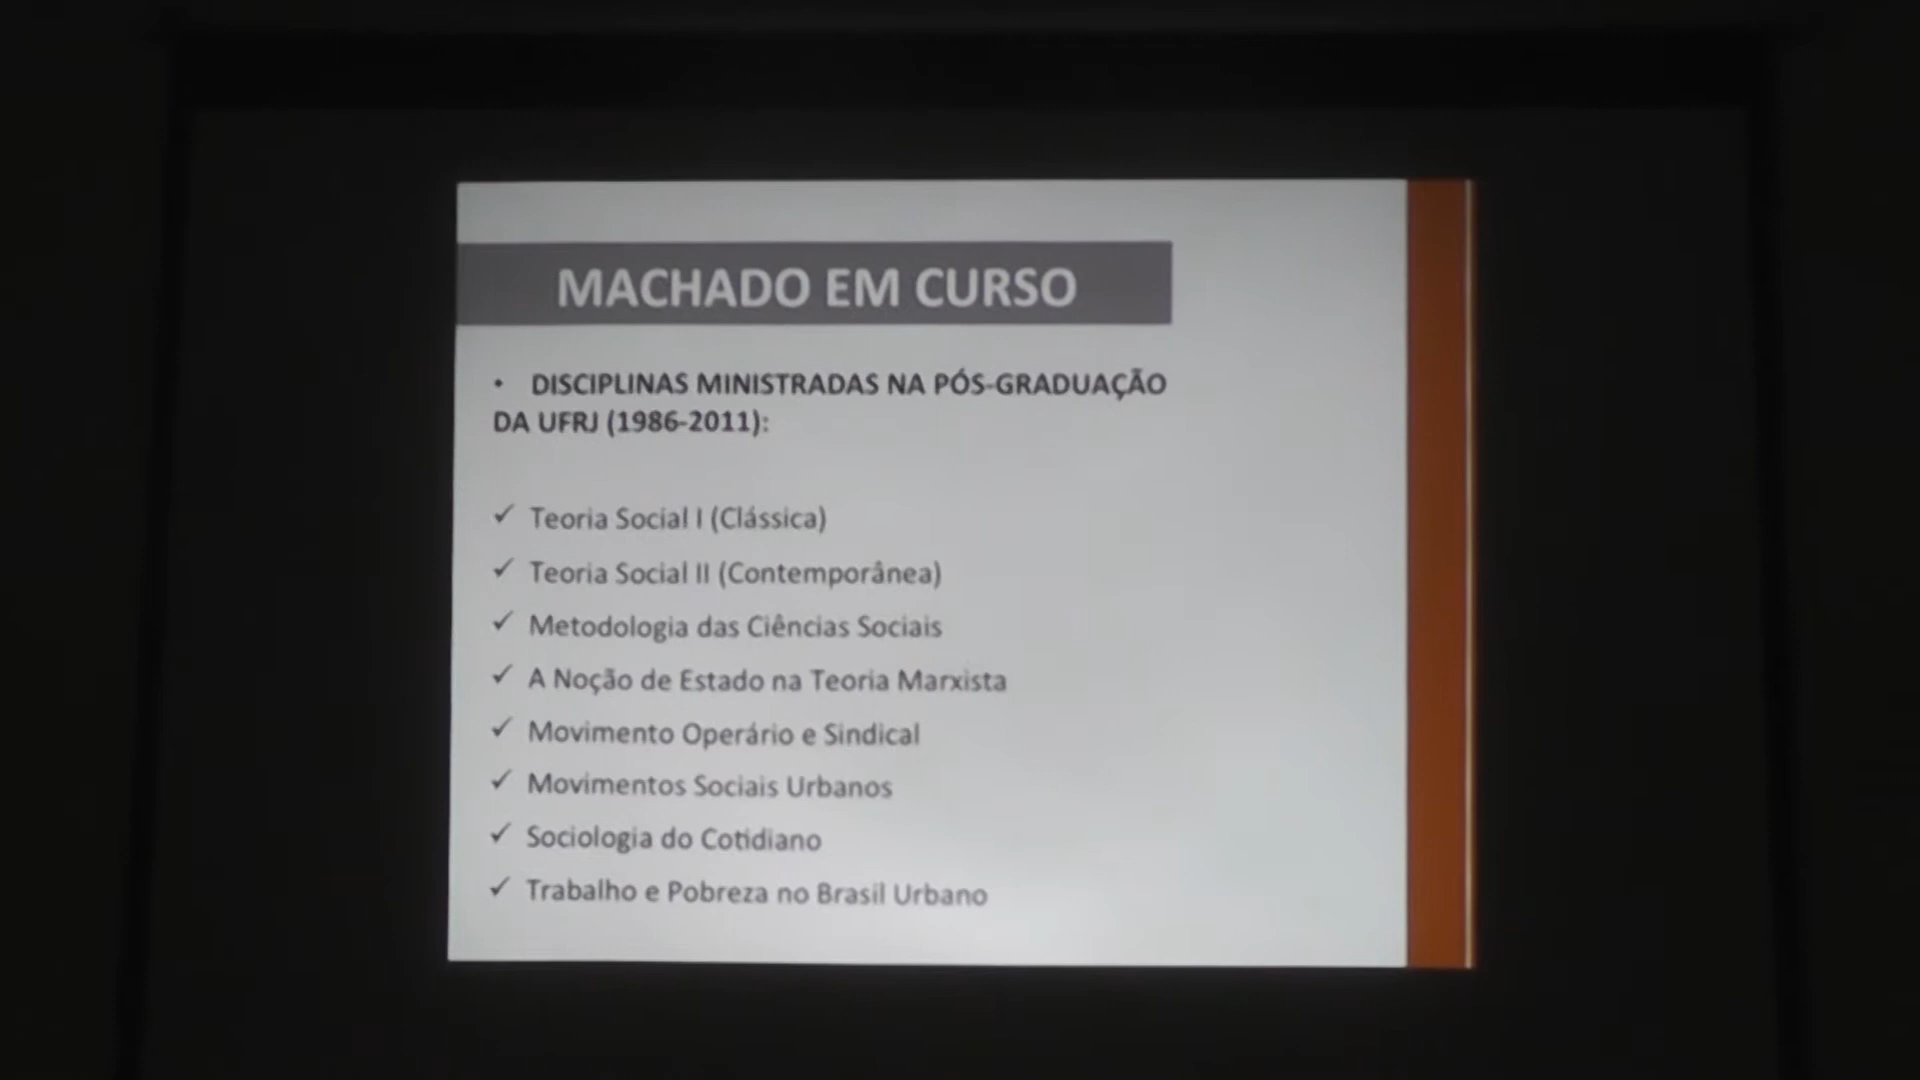 MACHADO EM CURSO
• DISCIPLINAS MINISTRADAS NA PÓS-GRADUAÇÃO
DA UFRJ (1986-2011):
✓ Teoria Social I (Clássica)
✓ Teoria Social II (Contemporânea)
✓ Metodologia das Ciências Sociais
✓ A Noção de Estado na Teoria Marxista
✓ Movimento Operário e Sindical
✓ Movimentos Sociais Urbanos
✓ Sociologia do Cotidiano
✓ Trabalho e Pobreza no Brasil Urbano